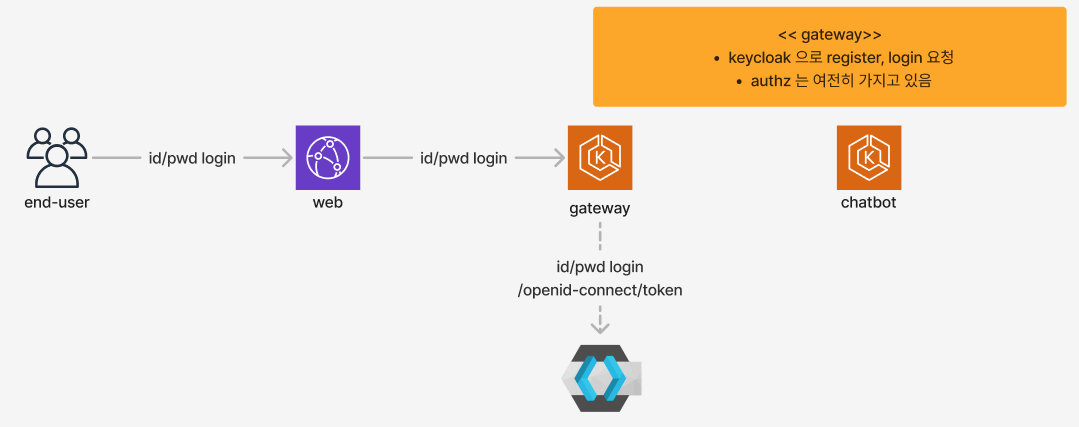 << gateway>>
• keycloak 으로 register, login 요청
• authz 는 여전히 가지고 있음
id/pwd login
id/pwd login
end-user
web
gateway
chatbot
id/pwd login
/openid-connect/token